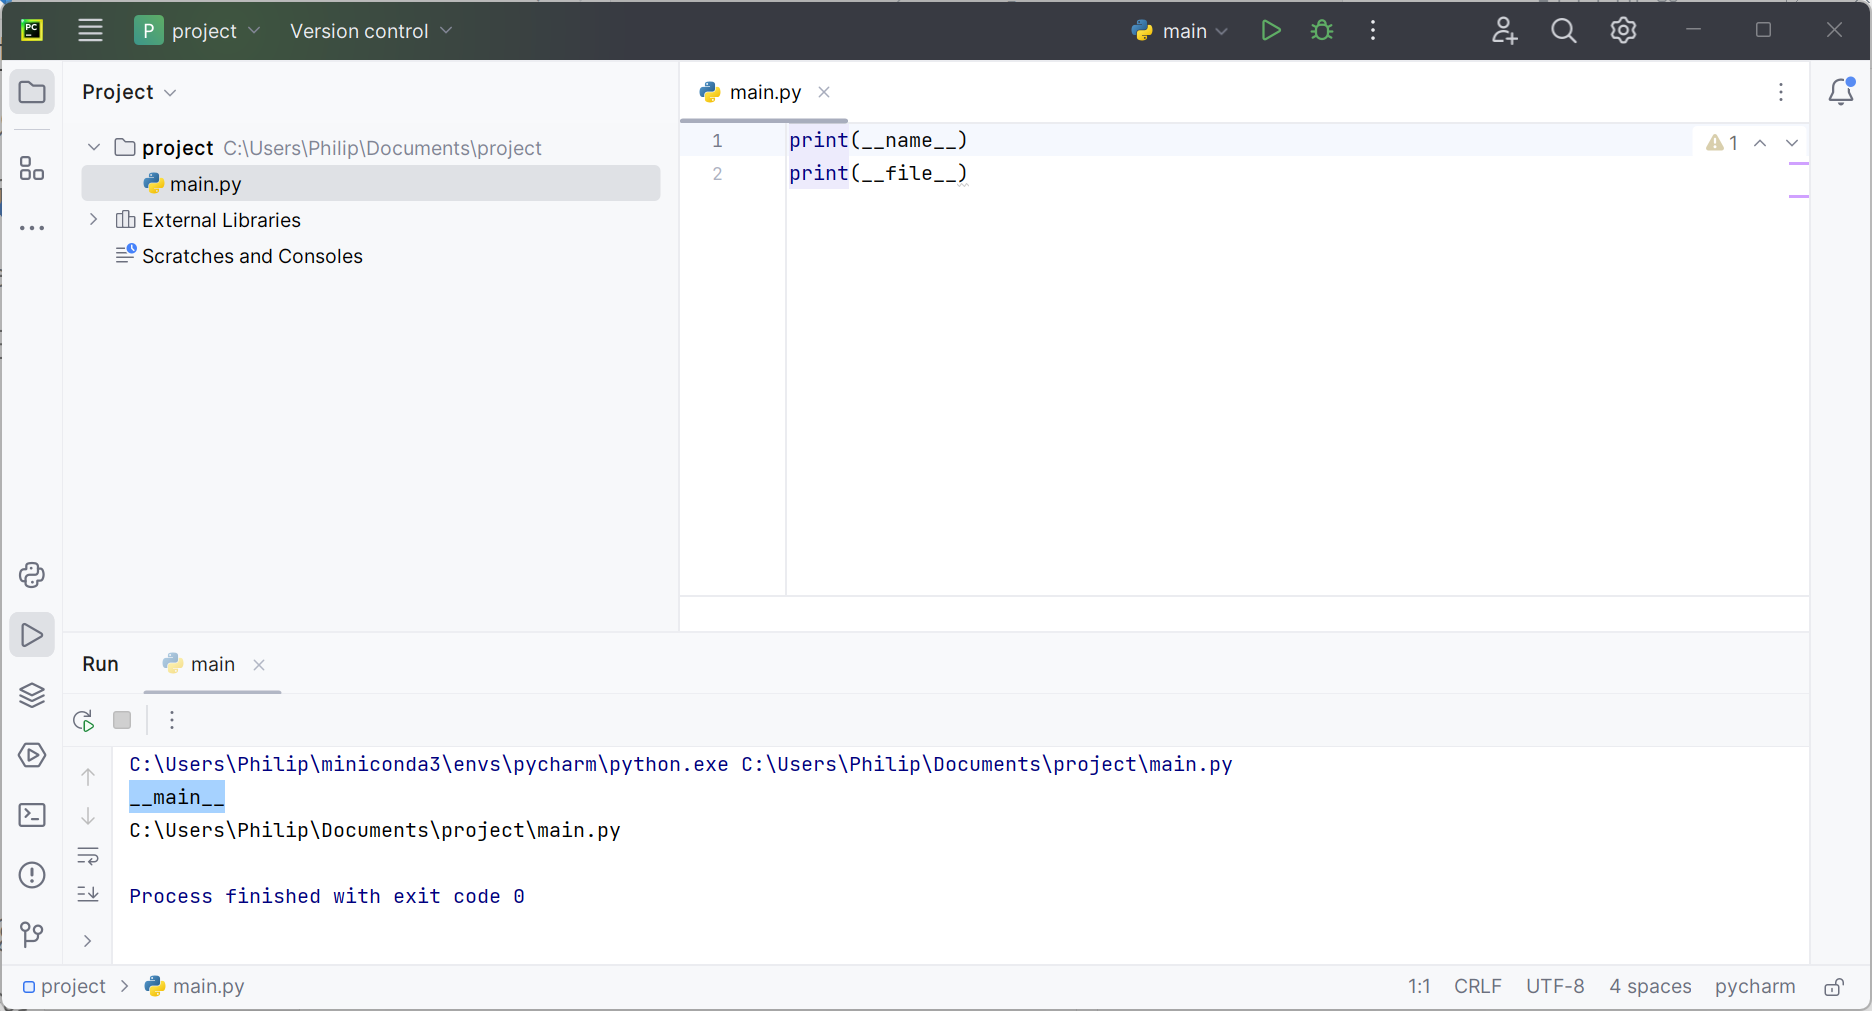 PC
P project Version control main
Project
main.py
project C:\Users\Philip\Documents\project
main.py
External Libraries
Scratches and Consoles
1 print(__name__)
2 print(__file__)
1
Run main
C:\Users\Philip\miniconda3\envs\pycharm\python.exe C:\Users\Philip\Documents\project\main.py
__main__
C:\Users\Philip\Documents\project\main.py
Process finished with exit code 0
project main.py 1:1 CRLF UTF-8 4 spaces pycharm